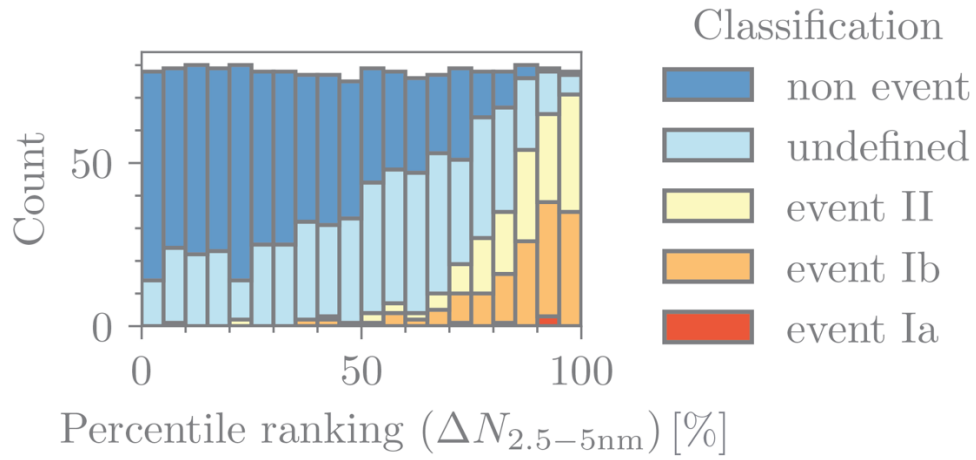 Classification
non event
undefined
event II
event Ib
event Ia
Count
50
0
0
50
100
Percentile ranking (ΔN₂.₅₋₅ₙₘ) [%]